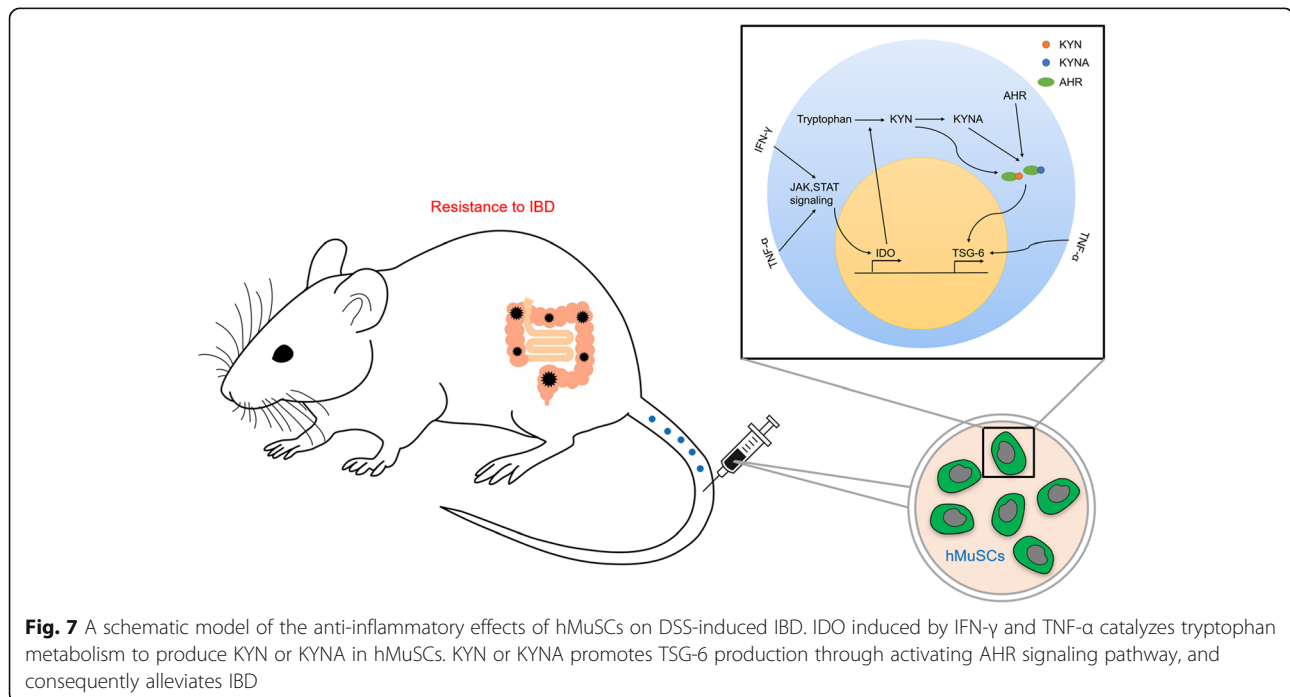 KYN
KYNA
AHR
AHR
Tryptophan
KYN
KYNA
IFN-γ
JAK,STAT
signaling
TNF-α
IDO
TSG-6
TNF-α
Resistance to IBD
hMuSCs
Fig. 7 A schematic model of the anti-inflammatory effects of hMuSCs on DSS-induced IBD. IDO induced by IFN-γ and TNF-α catalyzes tryptophan
metabolism to produce KYN or KYNA in hMuSCs. KYN or KYNA promotes TSG-6 production through activating AHR signaling pathway, and
consequently alleviates IBD